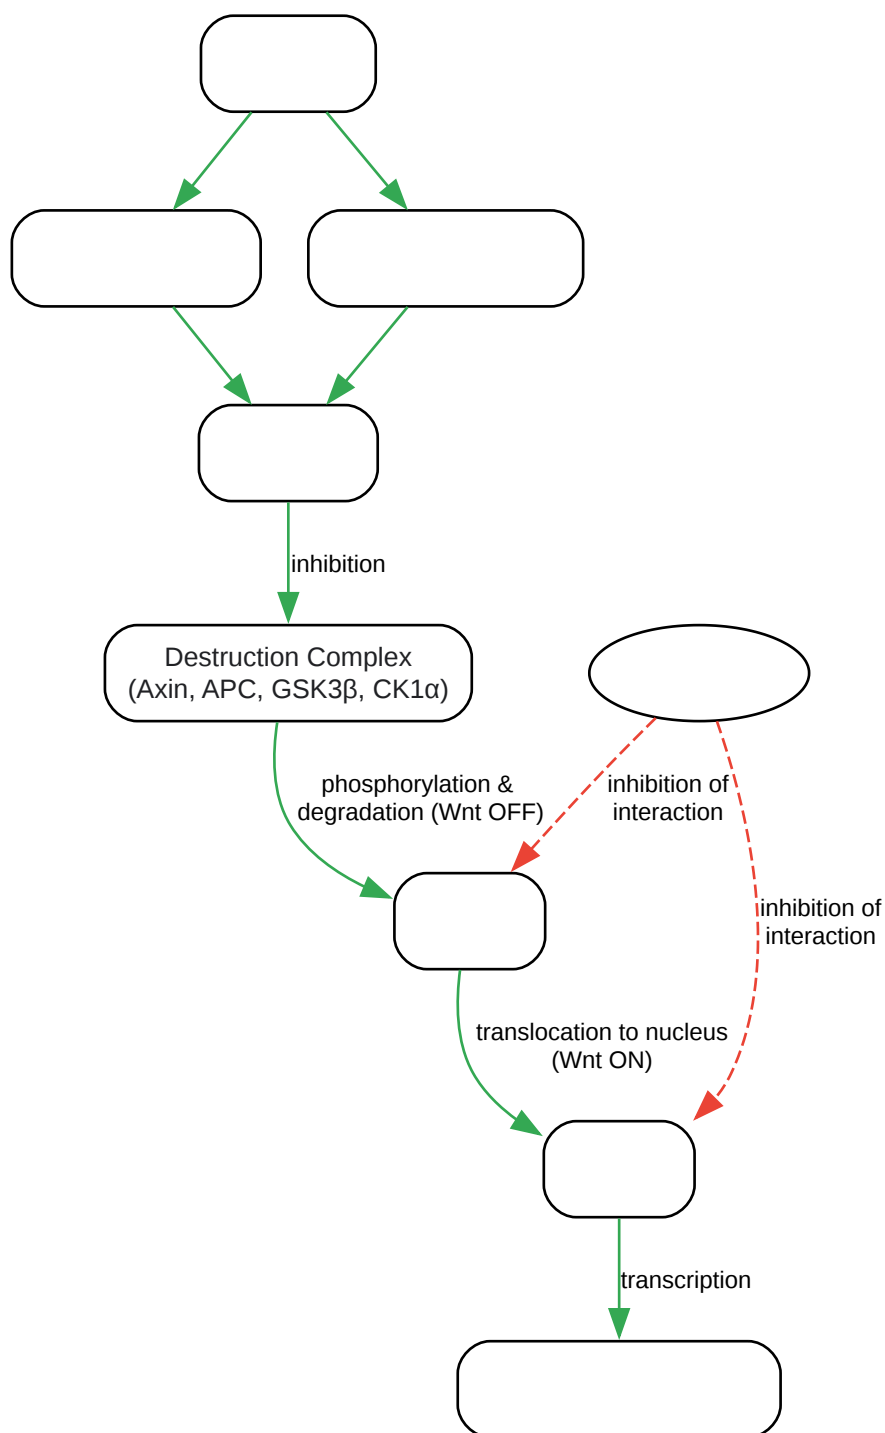 inhibition
Destruction Complex
(Axin, APC, GSK3β, CK1α)
phosphorylation &
degradation (Wnt OFF)
inhibition of
interaction
inhibition of
interaction
translocation to nucleus
(Wnt ON)
transcription